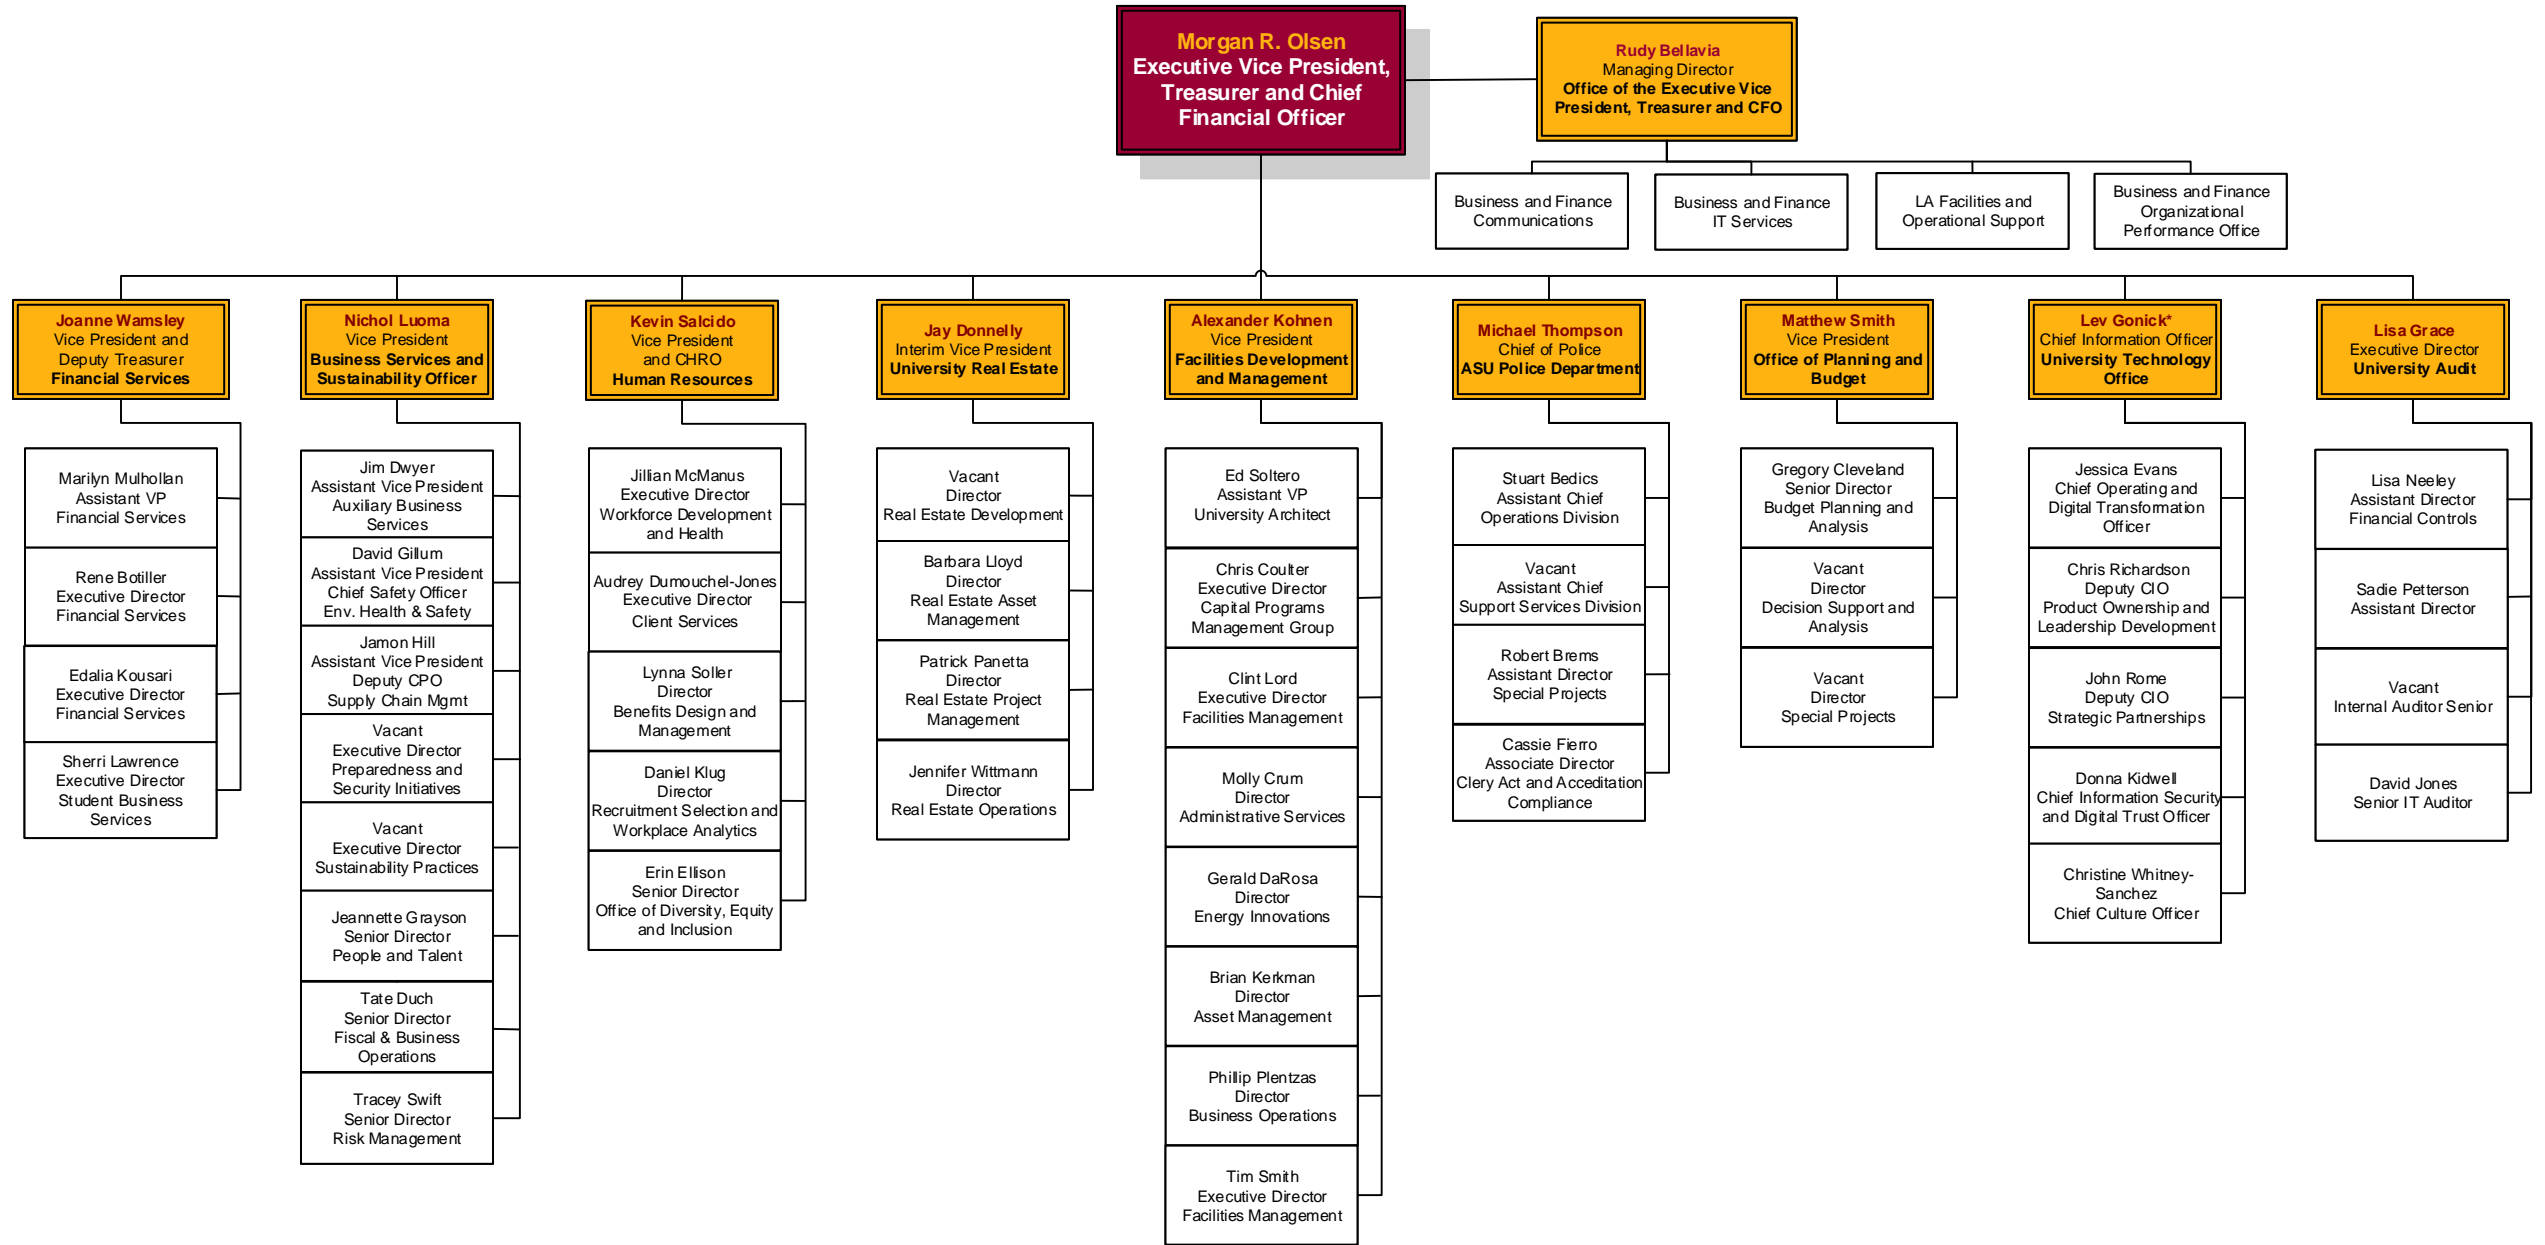 Morgan R. Olsen
Executive Vice President,
Treasurer and Chief
Financial Officer
Rudy Bellavia
Managing Director
Office of the Executive Vice
President, Treasurer and CFO
Business and Finance
Communications
Business and Finance
IT Services
LA Facilities and
Operational Support
Business and Finance
Organizational
Performance Office
Joanne Wamsley
Vice President and
Deputy Treasurer
Financial Services
Marilyn Mulhollan
Assistant VP
Financial Services
Rene Botiller
Executive Director
Financial Services
Edalia Kousari
Executive Director
Financial Services
Sherri Lawrence
Executive Director
Student Business
Services
Nichol Luoma
Vice President
Business Services and
Sustainability Officer
Jim Dwyer
Assistant Vice President
Auxiliary Business
Services
David Gillum
Assistant Vice President
Chief Safety Officer
Env. Health & Safety
Jamon Hill
Assistant Vice President
Deputy CPO
Supply Chain Mgmt
Vacant
Executive Director
Preparedness and
Security Initiatives
Vacant
Executive Director
Sustainability Practices
Jeannette Grayson
Senior Director
People and Talent
Tate Duch
Senior Director
Fiscal & Business
Operations
Tracey Swift
Senior Director
Risk Management
Kevin Salcido
Vice President
and CHRO
Human Resources
Jillian McManus
Executive Director
Workforce Development
and Health
Audrey Dumouchel-Jones
Executive Director
Client Services
Lynna Soller
Director
Benefits Design and
Management
Daniel Klug
Director
Recruitment Selection and
Workplace Analytics
Erin Ellison
Senior Director
Office of Diversity, Equity
and Inclusion
Jay Donnelly
Interim Vice President
University Real Estate
Vacant
Director
Real Estate Development
Barbara Lloyd
Director
Real Estate Asset
Management
Patrick Panetta
Director
Real Estate Project
Management
Jennifer Wittmann
Director
Real Estate Operations
Alexander Kohnen
Vice President
Facilities Development
and Management
Ed Soltero
Assistant VP
University Architect
Chris Coulter
Executive Director
Capital Programs
Management Group
Clint Lord
Executive Director
Facilities Management
Molly Crum
Director
Administrative Services
Gerald DaRosa
Director
Energy Innovations
Brian Kerkman
Director
Asset Management
Phillip Plentzas
Director
Business Operations
Tim Smith
Executive Director
Facilities Management
Michael Thompson
Chief of Police
ASU Police Department
Stuart Bedics
Assistant Chief
Operations Division
Vacant
Assistant Chief
Support Services Division
Robert Brems
Assistant Director
Special Projects
Cassie Fierro
Associate Director
Clery Act and Acceditation
Compliance
Matthew Smith
Vice President
Office of Planning and
Budget
Gregory Cleveland
Senior Director
Budget Planning and
Analysis
Vacant
Director
Decision Support and
Analysis
Vacant
Director
Special Projects
Lev Gonick*
Chief Information Officer
University Technology
Office
Jessica Evans
Chief Operating and
Digital Transformation
Officer
Chris Richardson
Deputy CIO
Product Ownership and
Leadership Development
John Rome
Deputy CIO
Strategic Partnerships
Donna Kidwell
Chief Information Security
and Digital Trust Officer
Christine Whitney-
Sanchez
Chief Culture Officer
Lisa Grace
Executive Director
University Audit
Lisa Neeley
Assistant Director
Financial Controls
Sadie Petterson
Assistant Director
Vacant
Internal Auditor Senior
David Jones
Senior IT Auditor